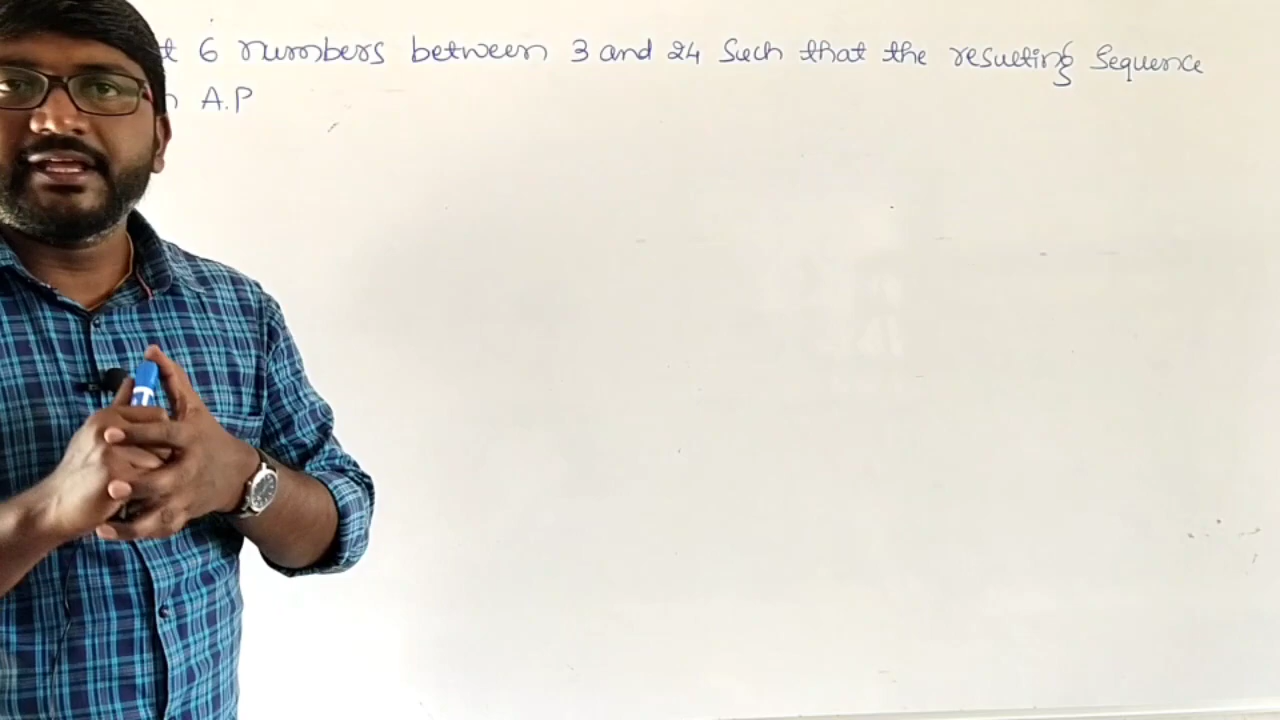 t 6 numbers between 3 and 24 Such that the resulting Sequence
n A.P